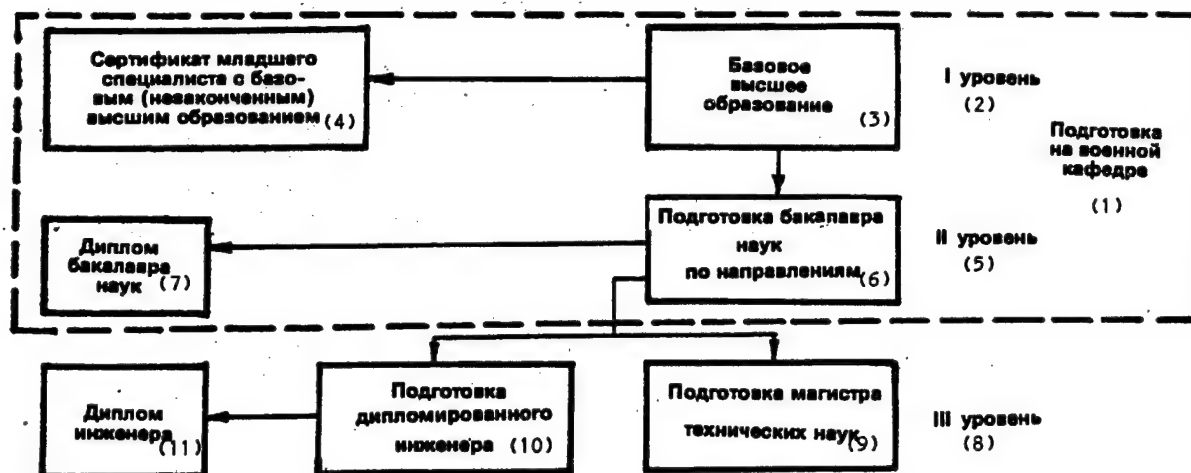 Сертификат младшего
специалиста с базо-
вым (незаконченным)
высшим образованием (4)
Базовое
высшее
образование (3)
I уровень
(2)
Подготовка
на военной
кафедре
(1)
Подготовка бакалавра
наук
по направлениям (6)
II уровень
(5)
Диплом
бакалавра
наук (7)
Диплом
инженера (11)
Подготовка
дипломированного
инженера (10)
Подготовка магистра
технических наук (9)
III уровень
(8)